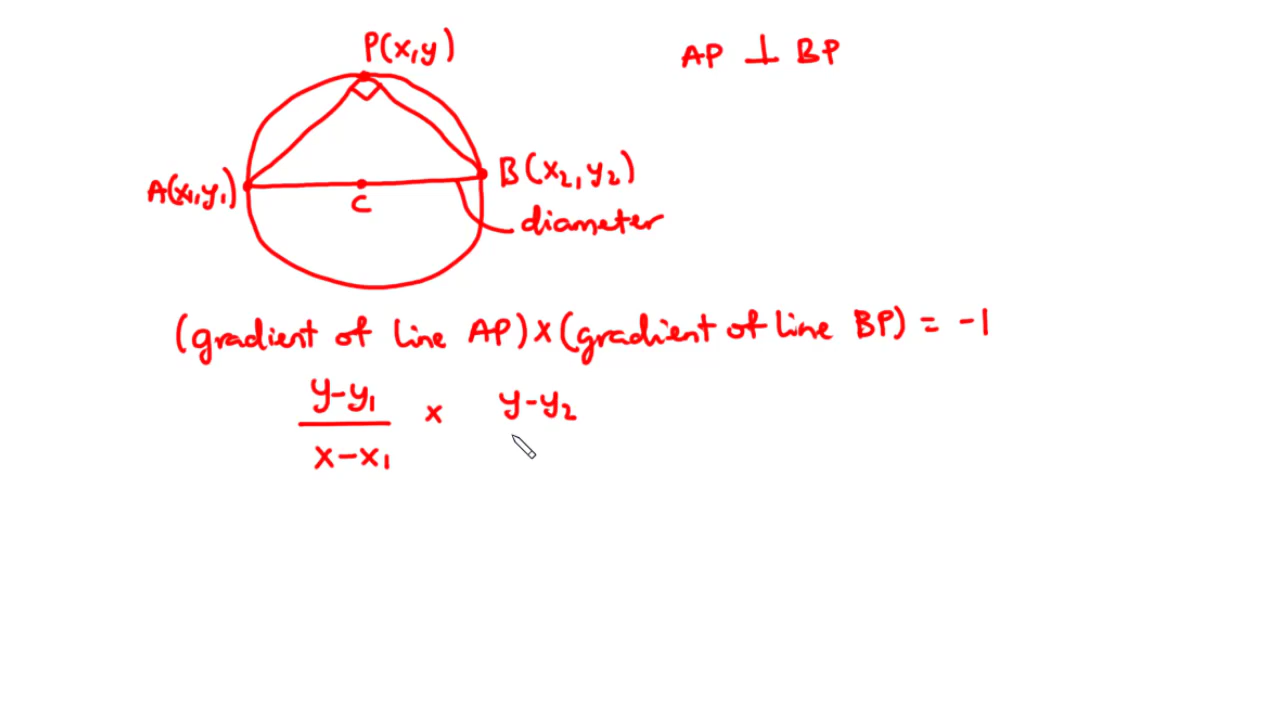 P(x,y)
AP ⊥ BP
A(x₁,y₁)
B(x₂,y₂)
C
diameter
(gradient of line AP)×(gradient of line BP) = -1
y-y₁ × y-y₂
x-x₁